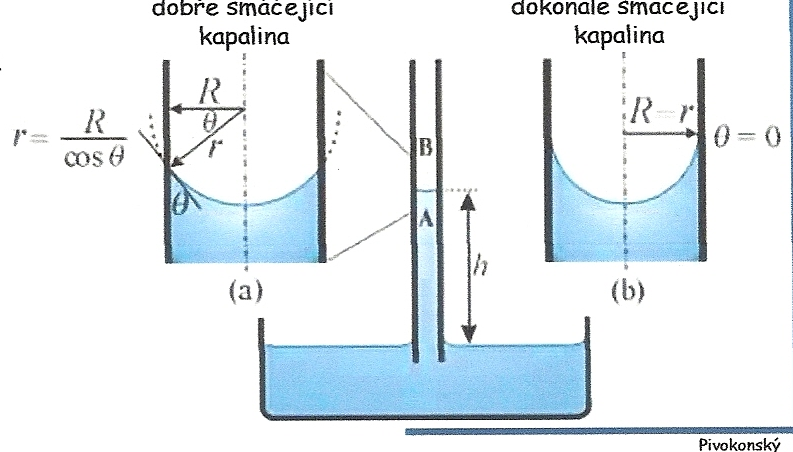 dobře smáčející
kapalina
dokonale smáčející
kapalina
R
θ
r
r = R / cos θ
θ
B
A
h
R = r
θ = 0
(a)
(b)
Pivokonský